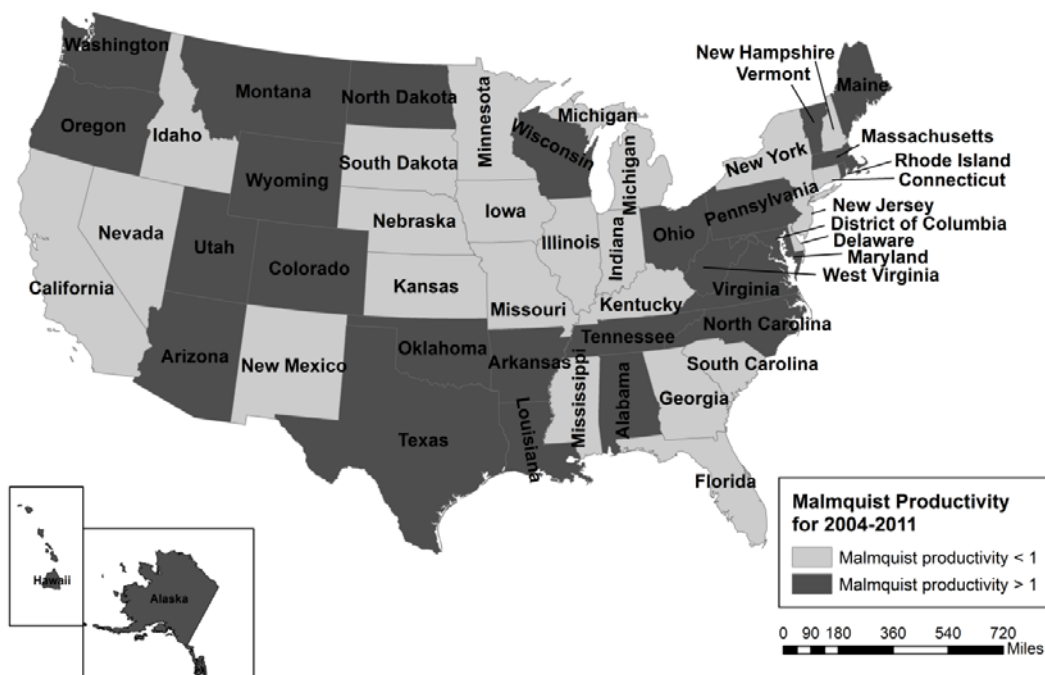 Washington
Montana
North Dakota
Minnesota
Michigan
New Hampshire
Vermont
Maine
Oregon
Idaho
Wisconsin
Massachusetts
South Dakota
Michigan
New York
Rhode Island
Wyoming
Connecticut
Nebraska
Iowa
Pennsylvania
New Jersey
Nevada
Utah
Illinois
Indiana
Ohio
District of Columbia
Delaware
Colorado
Maryland
California
Kansas
Missouri
Kentucky
Virginia
West Virginia
Arizona
New Mexico
Oklahoma
Arkansas
Tennessee
North Carolina
South Carolina
Mississippi
Alabama
Georgia
Texas
Louisiana
Florida
Hawaii
Alaska
Malmquist Productivity
for 2004-2011
Malmquist productivity < 1
Malmquist productivity > 1
0 90 180 360 540 720
Miles